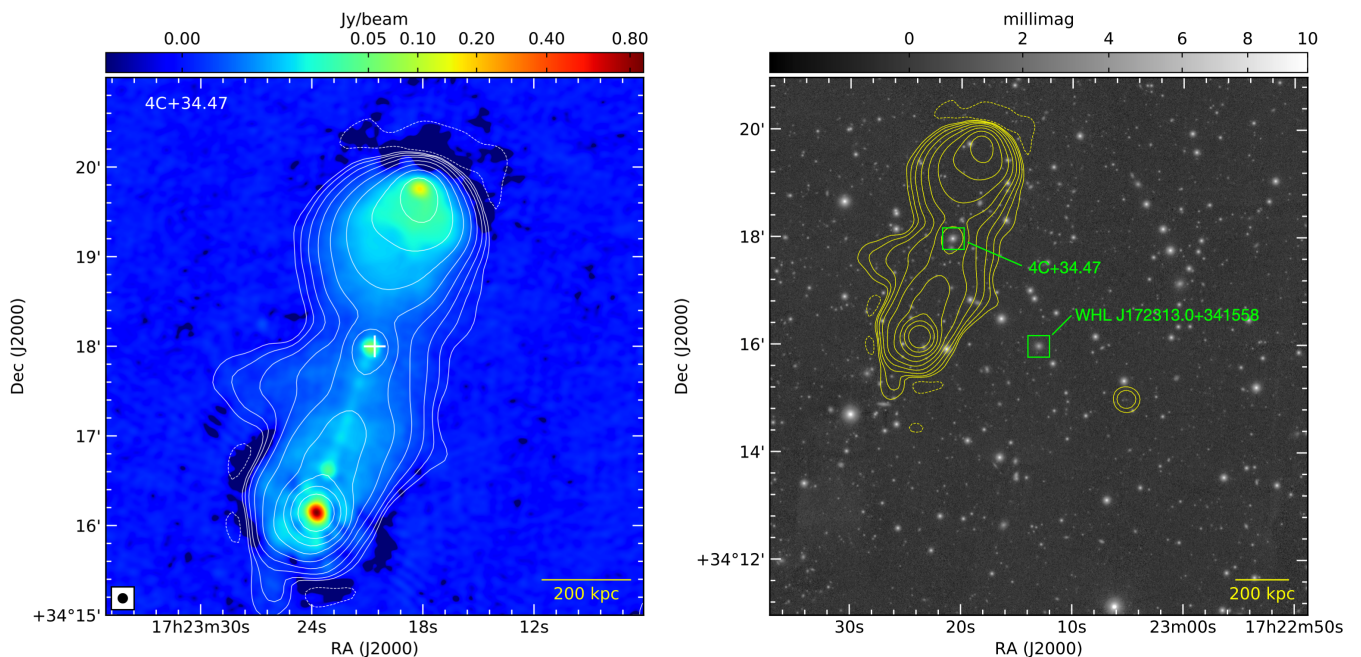 Jy/beam
0.00 0.05 0.10 0.20 0.40 0.80
4C+34.47
20'
19'
18'
17'
16'
+34°15'
Dec (J2000)
200 kpc
17h23m30s 24s 18s 12s
RA (J2000)
millimag
0 2 4 6 8 10
20'
18'
16'
14'
+34°12'
Dec (J2000)
4C+34.47
WHL J172313.0+341558
200 kpc
30s 20s 10s 23m00s 17h22m50s
RA (J2000)